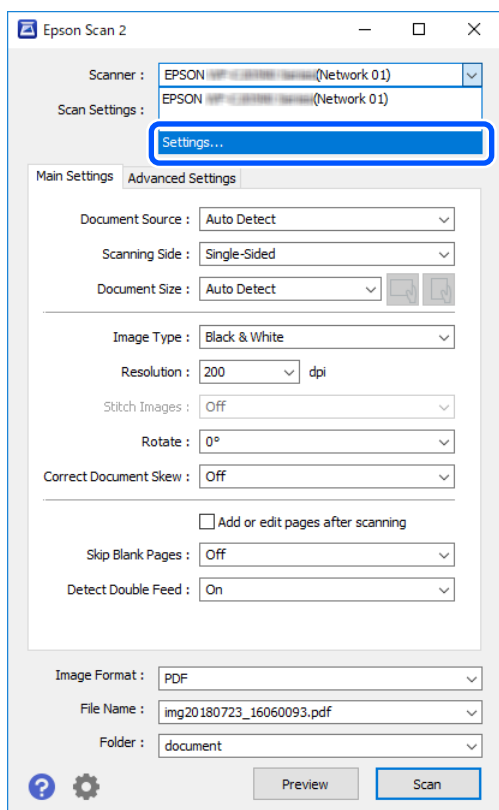 Epson Scan 2
Scanner : EPSON (Network 01)
EPSON (Network 01)
Scan Settings :
Settings...
Main Settings Advanced Settings
Document Source : Auto Detect
Scanning Side : Single-Sided
Document Size : Auto Detect
Image Type : Black & White
Resolution : 200 dpi
Stitch Images : Off
Rotate : 0°
Correct Document Skew : Off
Add or edit pages after scanning
Skip Blank Pages : Off
Detect Double Feed : On
Image Format : PDF
File Name : img20180723_16060093.pdf
Folder : document
? Preview Scan